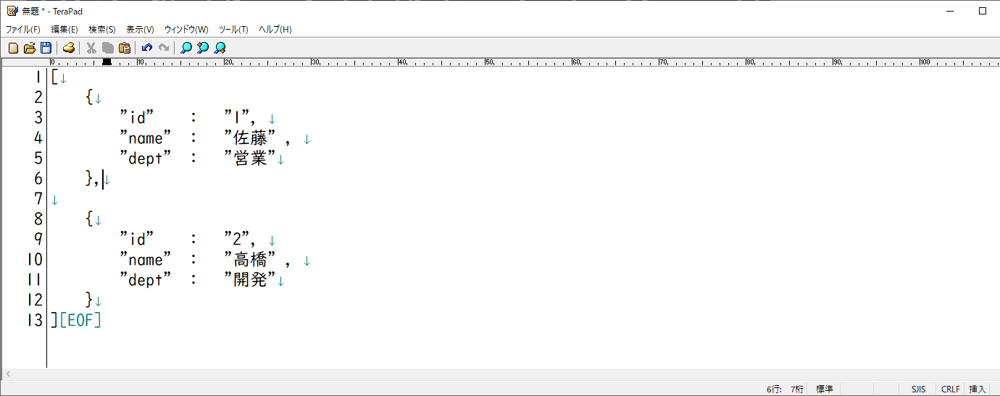 無題 * - TeraPad
ファイル(F) 編集(E) 検索(S) 表示(V) ウィンドウ(W) ツール(T) ヘルプ(H)
0 10 20 30 40 50 60 70 80 90 100
1 [↓
2     {↓
3         "id"    :   "1", ↓
4         "name"  :   "佐藤" , ↓
5         "dept"  :   "営業"↓
6     },↓
7 ↓
8     {↓
9         "id"    :   "2", ↓
10         "name"  :   "高橋" , ↓
11         "dept"  :   "開発"↓
12     }↓
13 ][EOF]
6行: 7桁 標準 SJIS CRLF 挿入